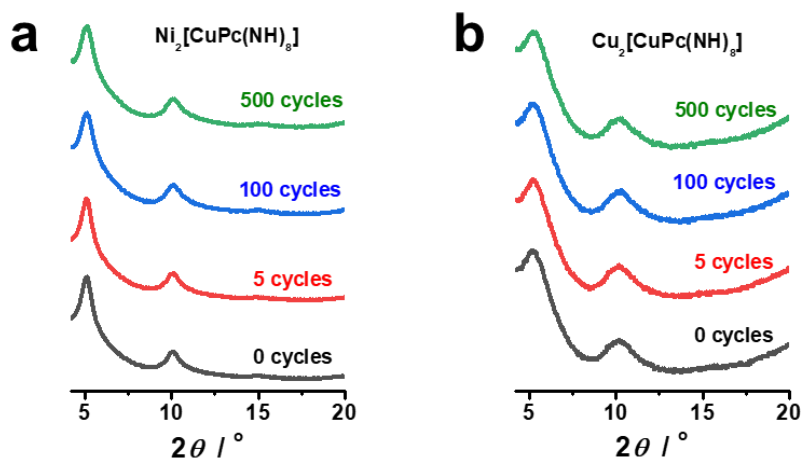 a
Ni₂[CuPc(NH)₈]
500 cycles
100 cycles
5 cycles
0 cycles
5 10 15 20
2θ / °
b
Cu₂[CuPc(NH)₈]
500 cycles
100 cycles
5 cycles
0 cycles
5 10 15 20
2θ / °